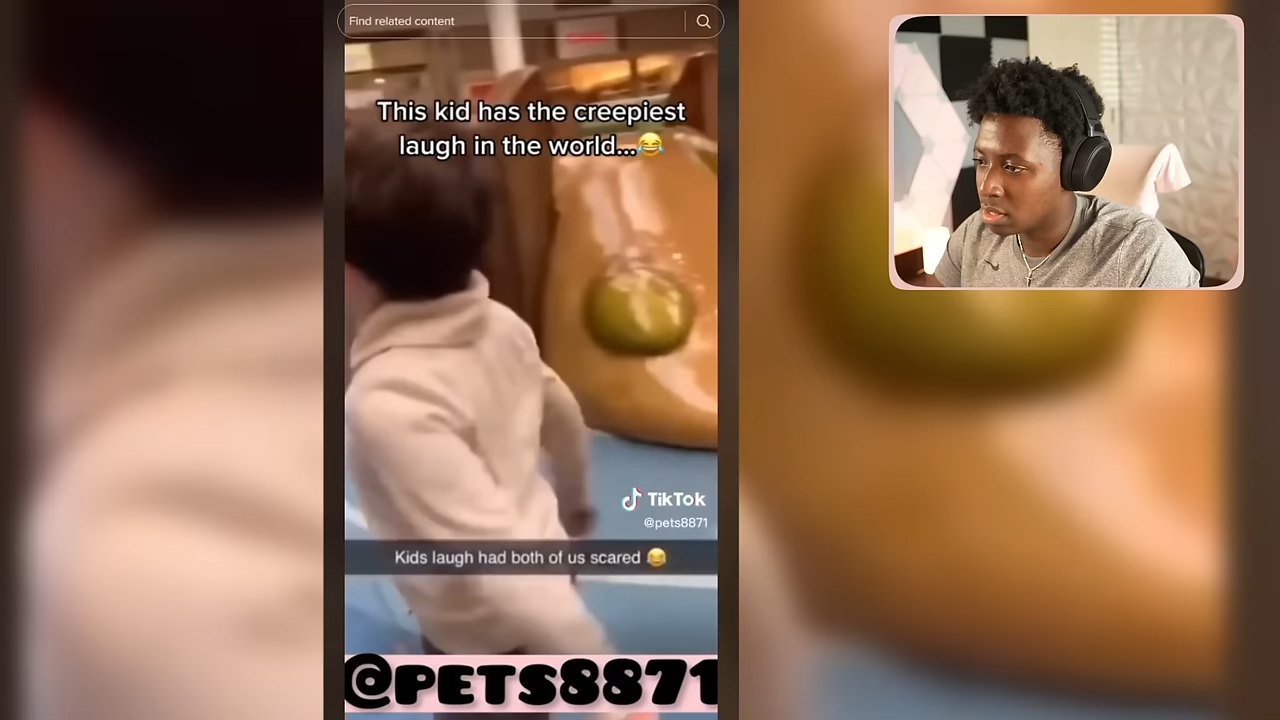 Find related content
This kid has the creepiest
laugh in the world...😂
TikTok
@pets8871
Kids laugh had both of us scared 😂
@PETS8871